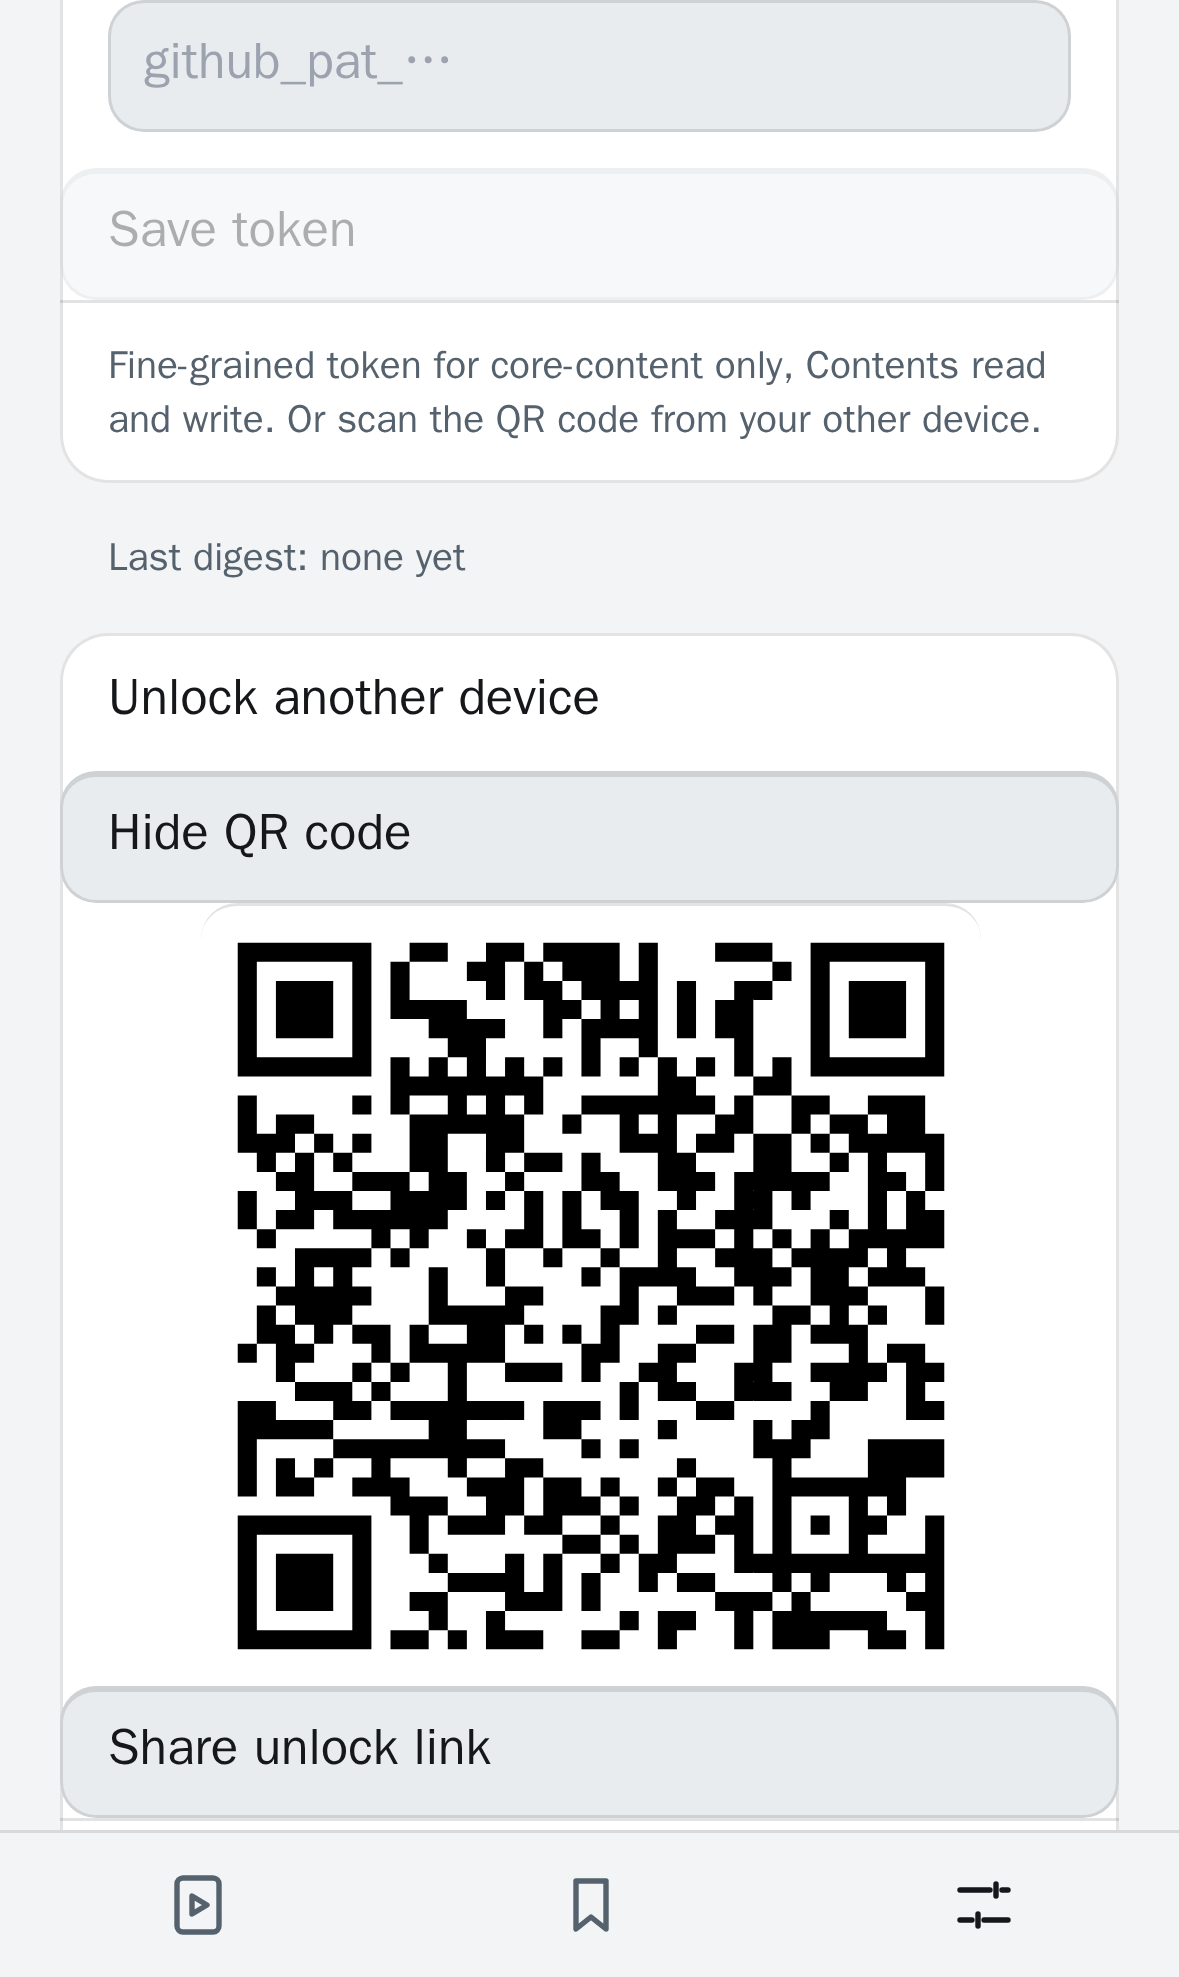 github_pat_···
Save token
Fine-grained token for core-content only, Contents read
and write. Or scan the QR code from your other device.
Last digest: none yet
Unlock another device
Hide QR code
Share unlock link